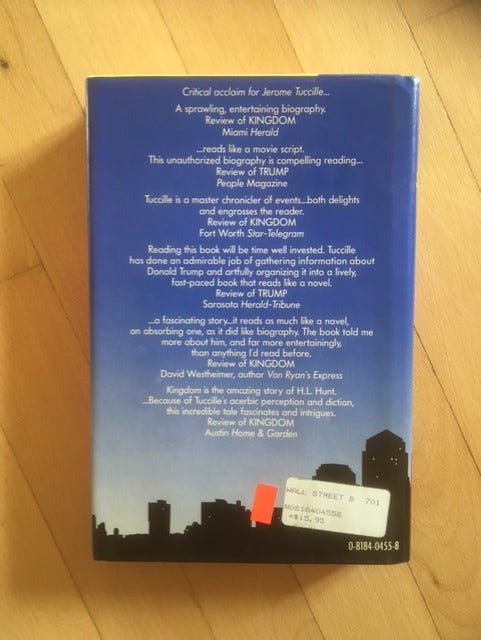 Critical acclaim for Jerome Tuccille...
A sprawling, entertaining biography.
Review of KINGDOM
Miami Herald
...reads like a movie script.
This unauthorized biography is compelling reading...
Review of TRUMP
People Magazine
Tuccille is a master chronicler of events...both delights
and engrosses the reader.
Review of KINGDOM
Fort Worth Star-Telegram
Reading this book will be time well invested. Tuccille
has done an admirable job of gathering information about
Donald Trump and artfully organizing it into a lively,
fast-paced book that reads like a novel.
Review of TRUMP
Sarasota Herald-Tribune
...a fascinating story...it reads as much like a novel,
an absorbing one, as it did like biography. The book told me
more about him, and far more entertainingly,
than anything I'd read before.
Review of KINGDOM
David Westheimer, author Von Ryan's Express
Kingdom is the amazing story of H.L. Hunt.
...Because of Tuccille's acerbic perception and diction,
this incredible tale fascinates and intrigues.
Review of KINGDOM
Austin Home & Garden
WALL STREET B 701
$15.95
0-8184-0455-8